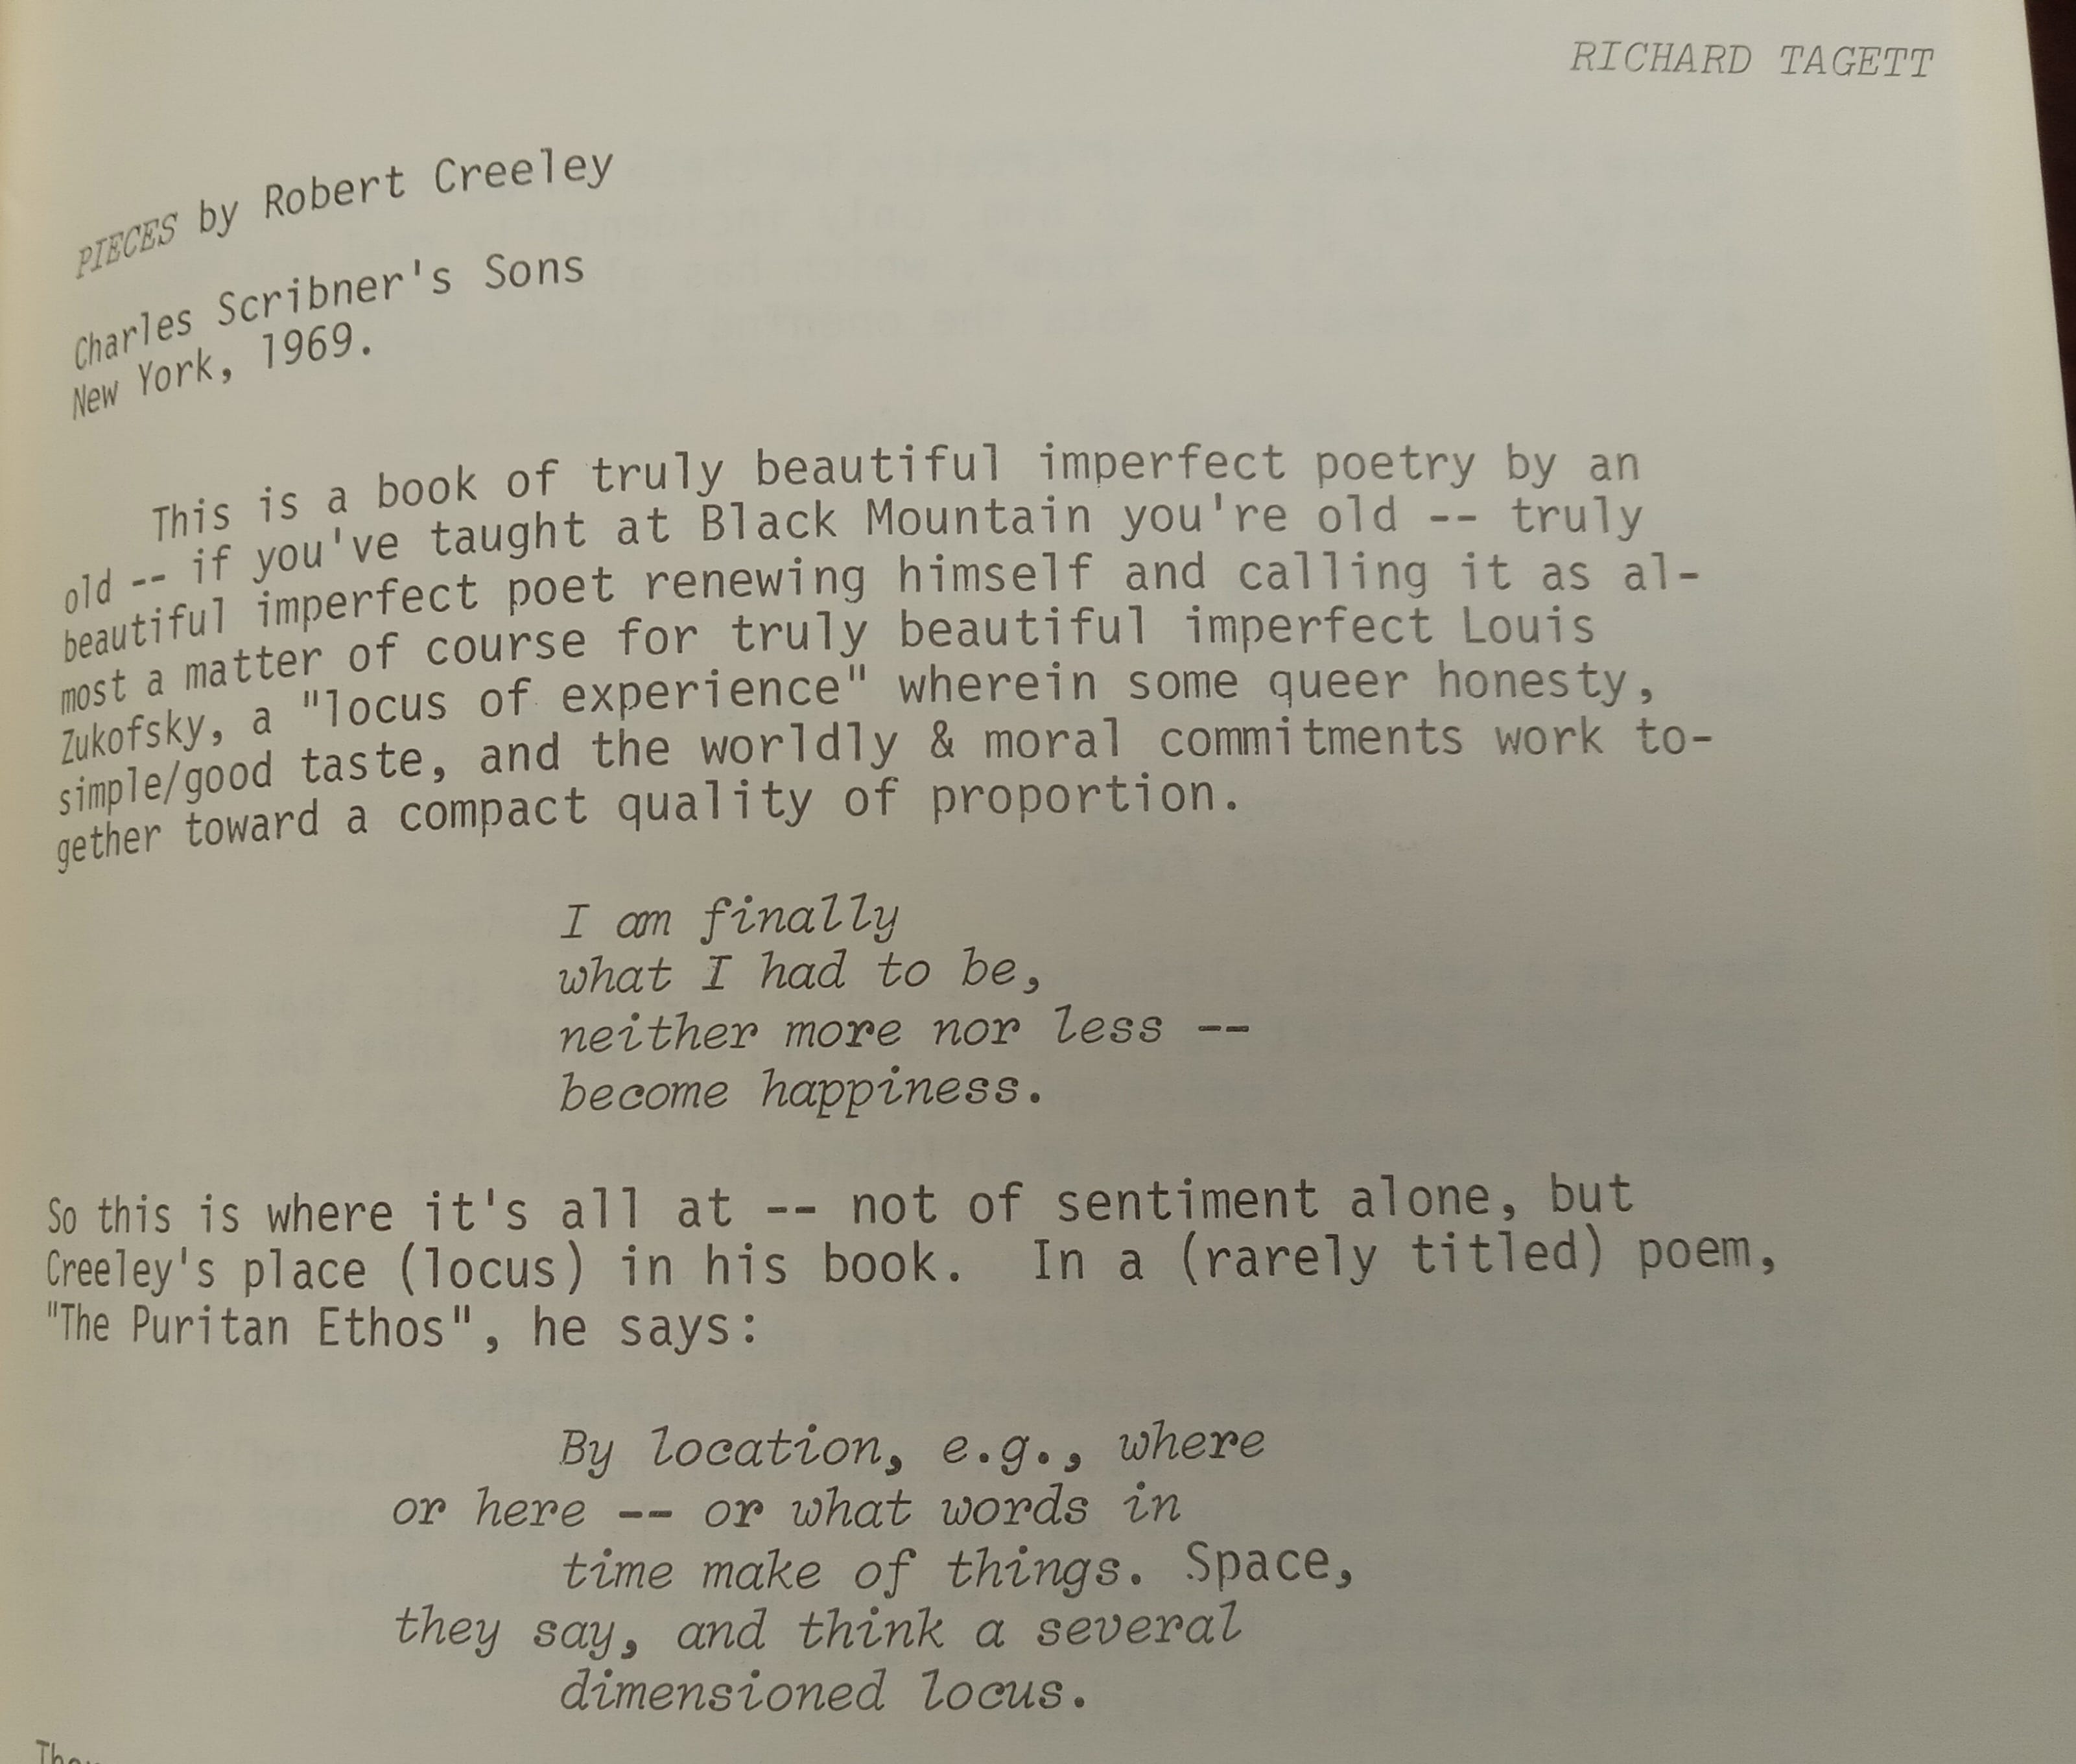 RICHARD TAGETT
PIECES by Robert Creeley
Charles Scribner's Sons
New York, 1969.
This is a book of truly beautiful imperfect poetry by an
old -- if you've taught at Black Mountain you're old -- truly
beautiful imperfect poet renewing himself and calling it as al-
most a matter of course for truly beautiful imperfect Louis
Zukofsky, a "locus of experience" wherein some queer honesty,
simple/good taste, and the worldly & moral commitments work to-
gether toward a compact quality of proportion.
I am finally
what I had to be,
neither more nor less --
become happiness.
So this is where it's all at -- not of sentiment alone, but
Creeley's place (locus) in his book. In a (rarely titled) poem,
"The Puritan Ethos", he says:
By location, e.g., where
or here -- or what words in
time make of things. Space,
they say, and think a several
dimensioned locus.